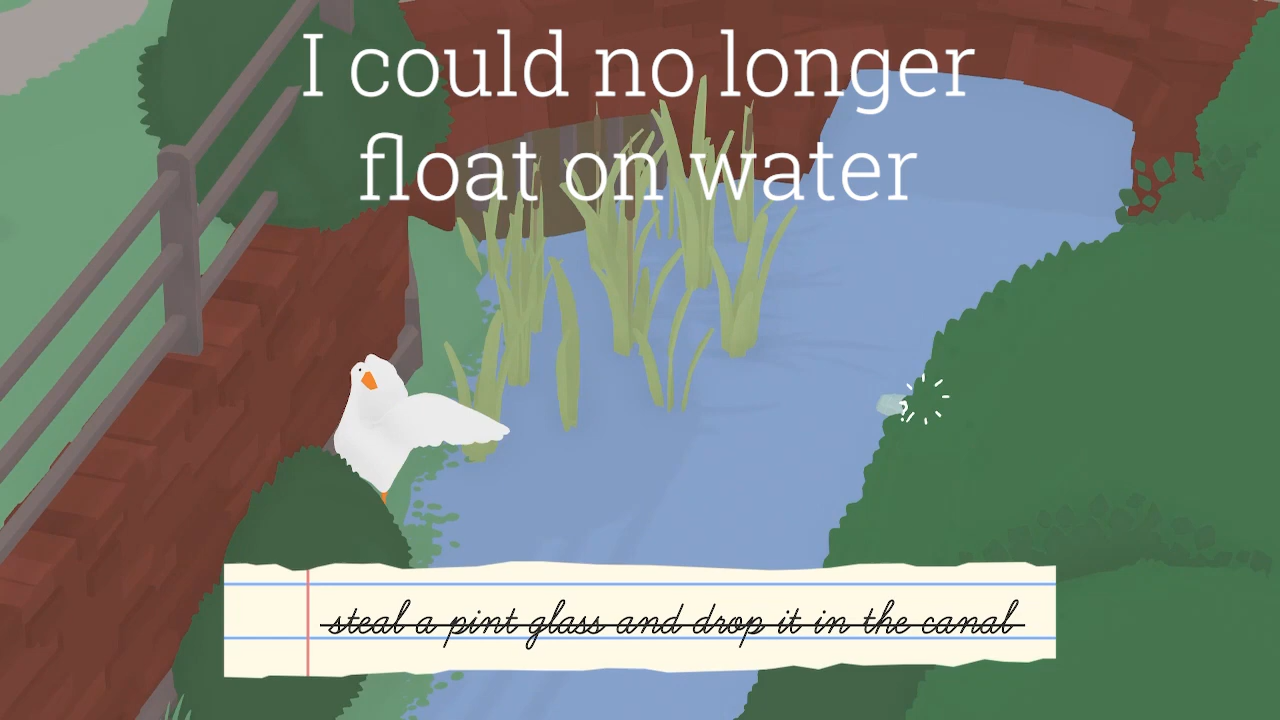 I could no longer
float on water
steal a pint glass and drop it in the canal